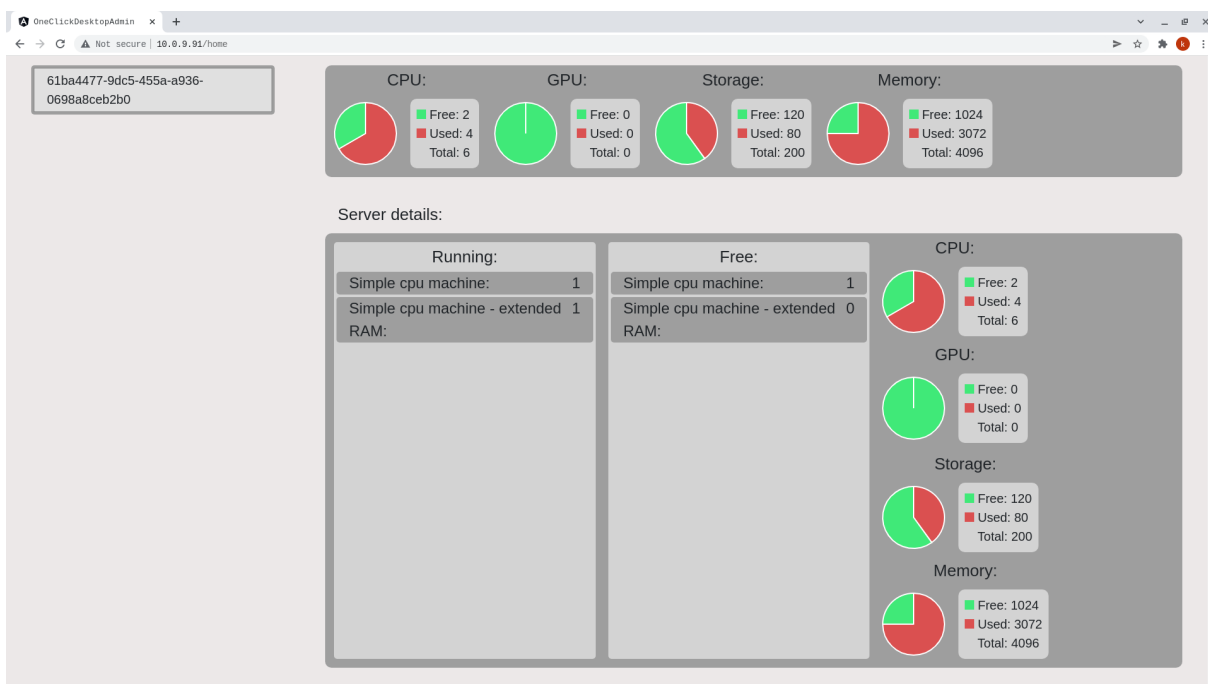 OneClickDesktopAdmin
Not secure | 10.0.9.91/home
k
61ba4477-9dc5-455a-a936-
0698a8ceb2b0
CPU:
Free: 2
Used: 4
Total: 6
GPU:
Free: 0
Used: 0
Total: 0
Storage:
Free: 120
Used: 80
Total: 200
Memory:
Free: 1024
Used: 3072
Total: 4096
Server details:
Running:
Simple cpu machine: 1
Simple cpu machine - extended 1
RAM:
Free:
Simple cpu machine: 1
Simple cpu machine - extended 0
RAM:
CPU:
Free: 2
Used: 4
Total: 6
GPU:
Free: 0
Used: 0
Total: 0
Storage:
Free: 120
Used: 80
Total: 200
Memory:
Free: 1024
Used: 3072
Total: 4096